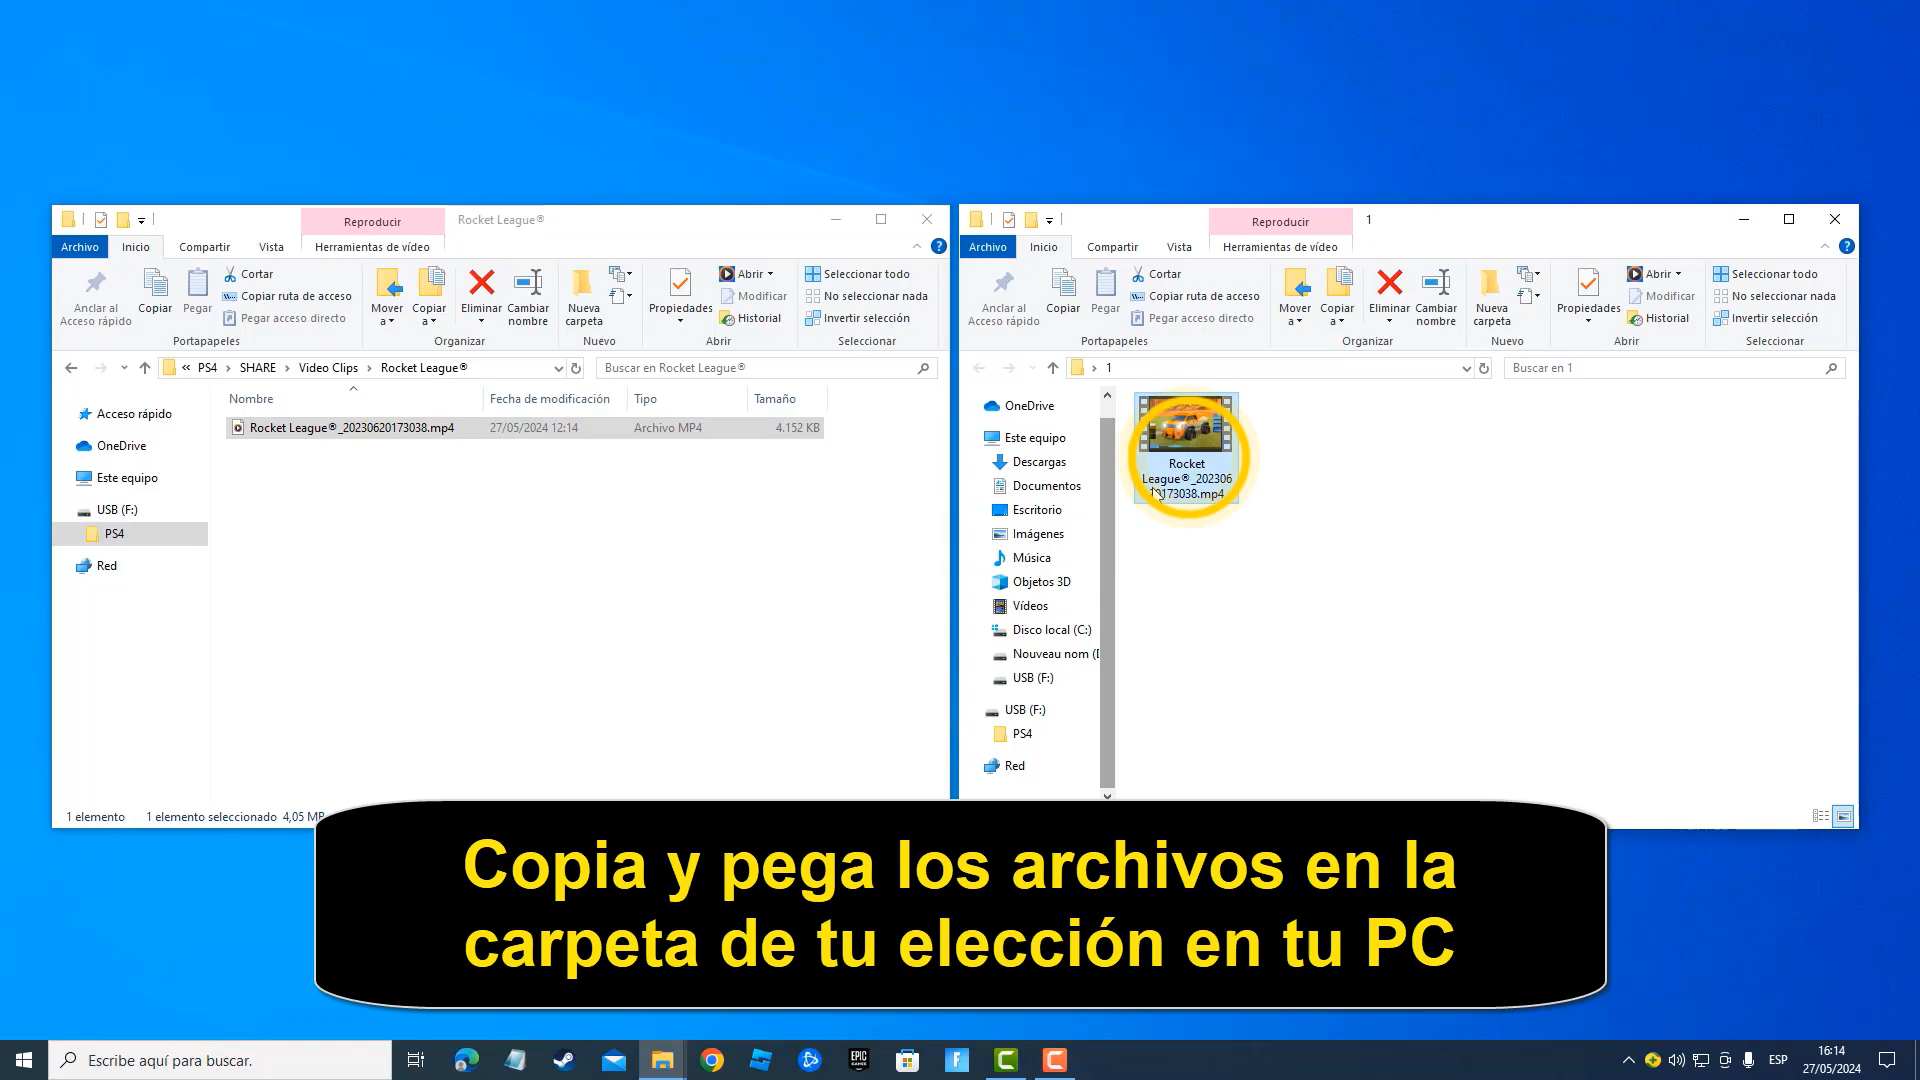 Reproducir
Rocket League®
Archivo
Inicio
Compartir
Vista
Herramientas de vídeo
Anclar al
Acceso rápido
Copiar
Pegar
Cortar
Copiar ruta de acceso
Pegar acceso directo
Portapapeles
Mover
a
Copiar
a
Eliminar
Cambiar
nombre
Organizar
Nueva
carpeta
Nuevo
Propiedades
Abrir
Modificar
Historial
Abrir
Seleccionar todo
No seleccionar nada
Invertir selección
Seleccionar
« PS4 › SHARE › Video Clips › Rocket League®
Buscar en Rocket League®
Nombre
Fecha de modificación
Tipo
Tamaño
Rocket League®_20230620173038.mp4
27/05/2024 12:14
Archivo MP4
4.152 KB
Acceso rápido
OneDrive
Este equipo
USB (F:)
PS4
Red
1 elemento
1 elemento seleccionado 4,05 MB
Reproducir
1
Archivo
Inicio
Compartir
Vista
Herramientas de vídeo
Anclar al
Acceso rápido
Copiar
Pegar
Cortar
Copiar ruta de acceso
Pegar acceso directo
Portapapeles
Mover
a
Copiar
a
Eliminar
Cambiar
nombre
Organizar
Nueva
carpeta
Nuevo
Propiedades
Abrir
Modificar
Historial
Abrir
Seleccionar todo
No seleccionar nada
Invertir selección
Seleccionar
› 1
Buscar en 1
OneDrive
Este equipo
Descargas
Documentos
Escritorio
Imágenes
Música
Objetos 3D
Vídeos
Disco local (C:)
Nouveau nom (D
USB (F:)
USB (F:)
PS4
Red
Rocket
League®_202306
20173038.mp4
Copia y pega los archivos en la
carpeta de tu elección en tu PC
Escribe aquí para buscar.
EPIC
GAMES
ESP
16:14
27/05/2024